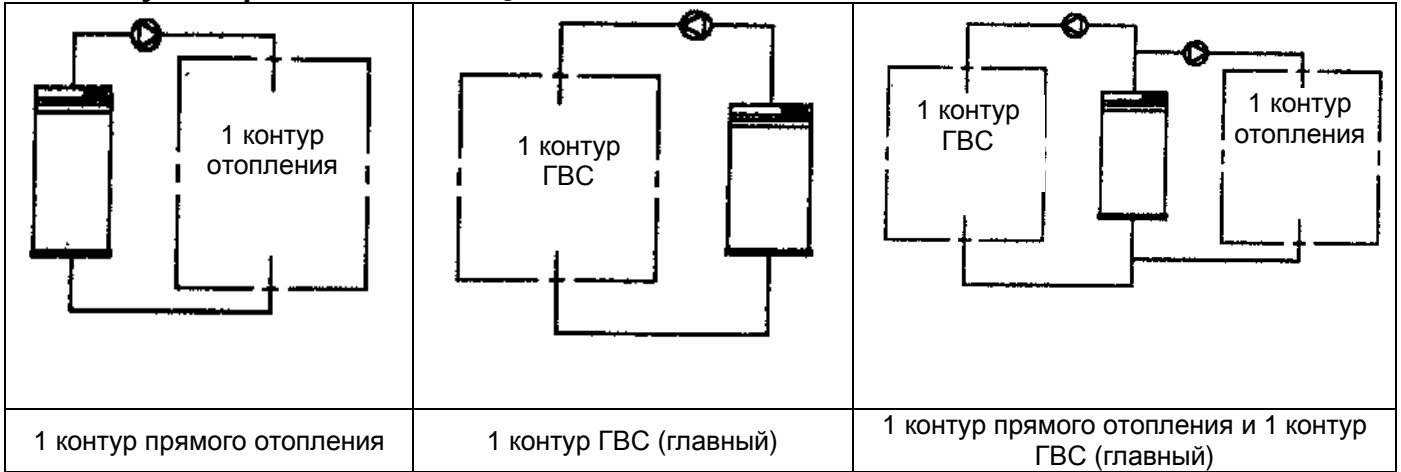 1 контур
отопления
1 контур
ГВС
1 контур
ГВС
1 контур
отопления
1 контур прямого отопления
1 контур ГВС (главный)
1 контур прямого отопления и 1 контур
ГВС (главный)